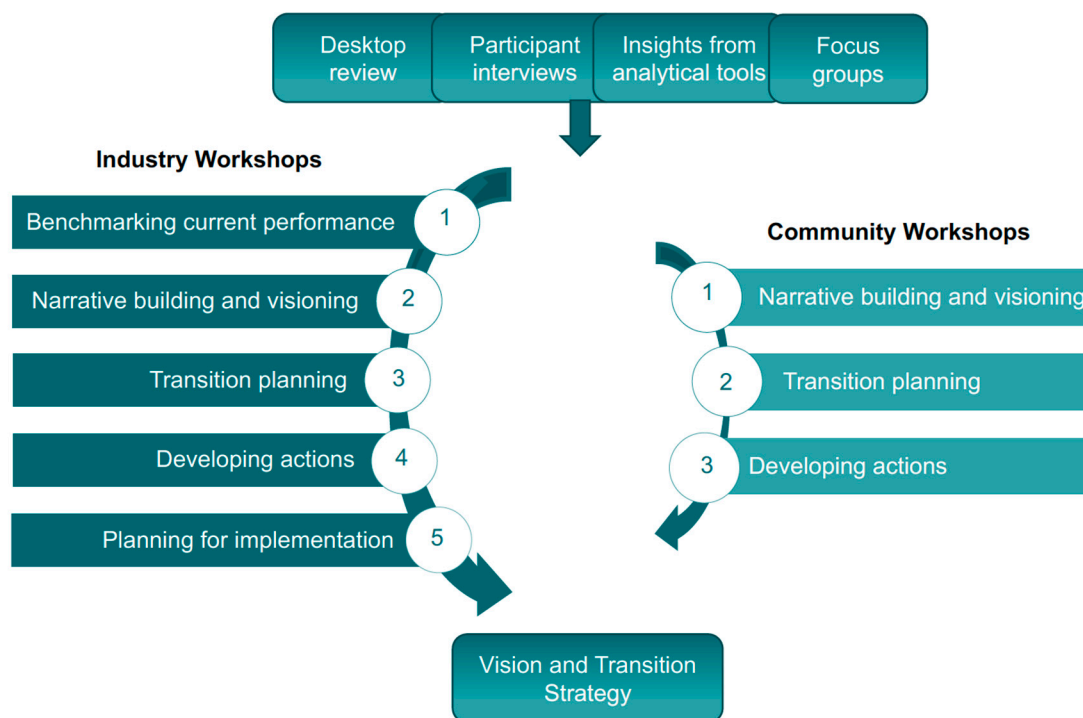 Desktop
review
Participant
interviews
Insights from
analytical tools
Focus
groups
Industry Workshops
1
Benchmarking current performance
2
Narrative building and visioning
3
Transition planning
4
Developing actions
5
Planning for implementation
Community Workshops
1
Narrative building and visioning
2
Transition planning
3
Developing actions
Vision and Transition
Strategy